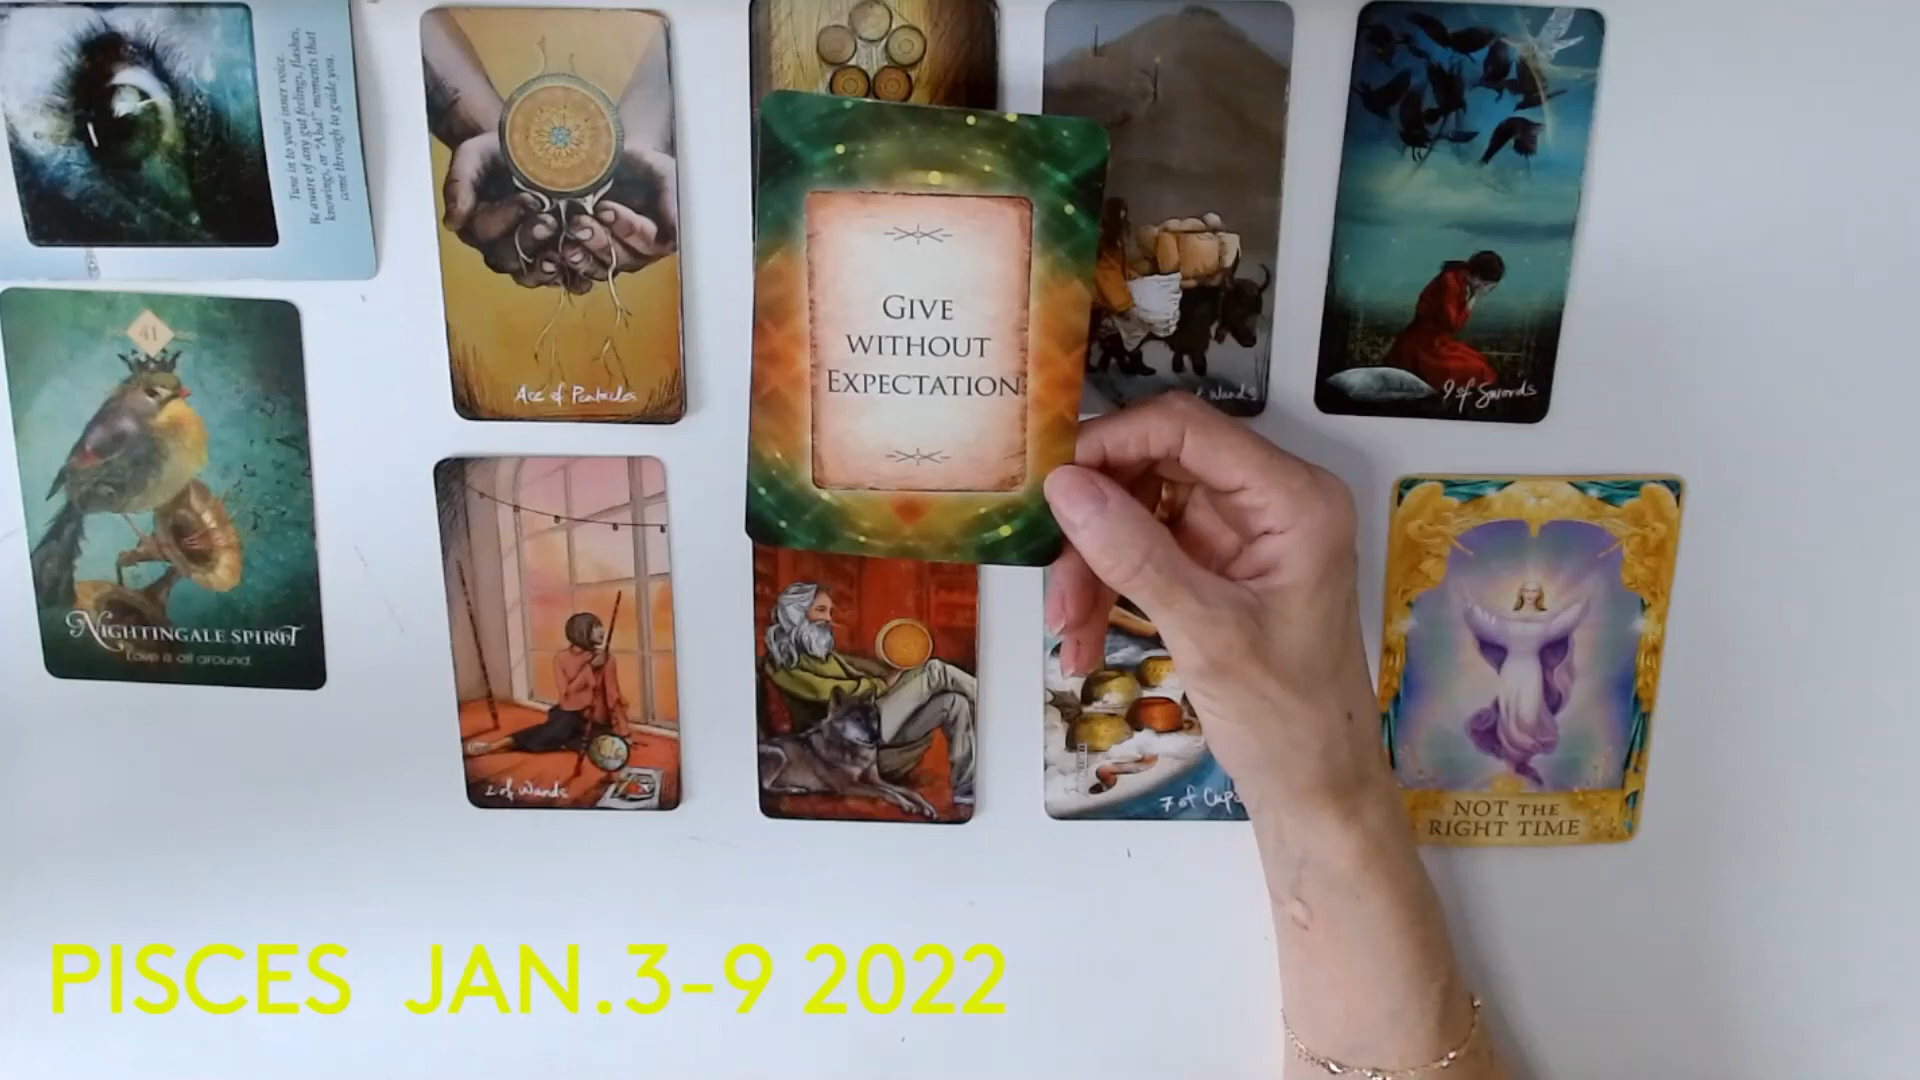 Tune in to your inner voice.
Be aware of any gut feelings, flashes,
knowings, or "Aha!" moments that
come through to guide you.
41
NIGHTINGALE SPIRIT
Love is all around
Ace of Pentacles
GIVE
WITHOUT
EXPECTATION
Wands
9 of Swords
2 of Wands
7 of Cups
NOT THE
RIGHT TIME
PISCES JAN.3-9 2022